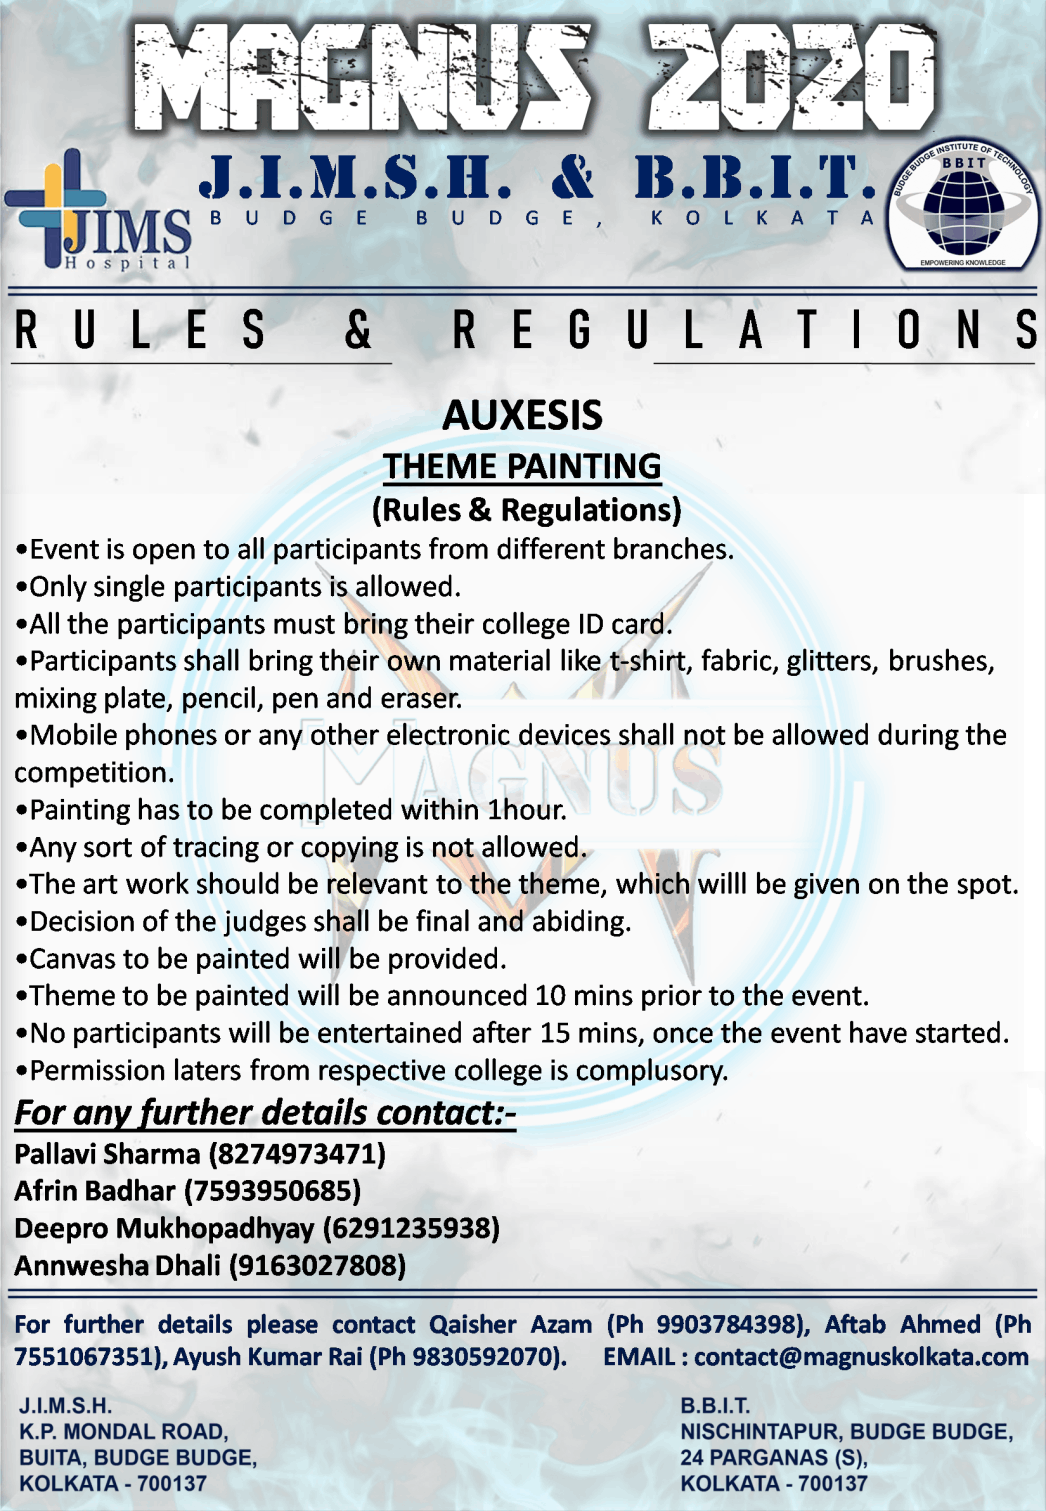 MAGNUS 2020
J.I.M.S.H. & B.B.I.T.
BUDGE BUDGE, KOLKATA
JIMS
Hospital
BUDGE BUDGE INSTITUTE OF TECHNOLOGY
BBIT
EMPOWERING KNOWLEDGE
RULES & REGULATIONS
AUXESIS
THEME PAINTING
(Rules & Regulations)
•Event is open to all participants from different branches.
•Only single participants is allowed.
•All the participants must bring their college ID card.
•Participants shall bring their own material like t-shirt, fabric, glitters, brushes,
mixing plate, pencil, pen and eraser.
•Mobile phones or any other electronic devices shall not be allowed during the
competition.
MAGNUS
•Painting has to be completed within 1hour.
•Any sort of tracing or copying is not allowed.
•The art work should be relevant to the theme, which willl be given on the spot.
•Decision of the judges shall be final and abiding.
•Canvas to be painted will be provided.
•Theme to be painted will be announced 10 mins prior to the event.
•No participants will be entertained after 15 mins, once the event have started.
•Permission laters from respective college is complusory.
For any further details contact:-
Pallavi Sharma (8274973471)
Afrin Badhar (7593950685)
Deepro Mukhopadhyay (6291235938)
Annwesha Dhali (9163027808)
For further details please contact Qaisher Azam (Ph 9903784398), Aftab Ahmed (Ph
7551067351), Ayush Kumar Rai (Ph 9830592070). EMAIL : contact@magnuskolkata.com
J.I.M.S.H.
K.P. MONDAL ROAD,
BUITA, BUDGE BUDGE,
KOLKATA - 700137
B.B.I.T.
NISCHINTAPUR, BUDGE BUDGE,
24 PARGANAS (S),
KOLKATA - 700137